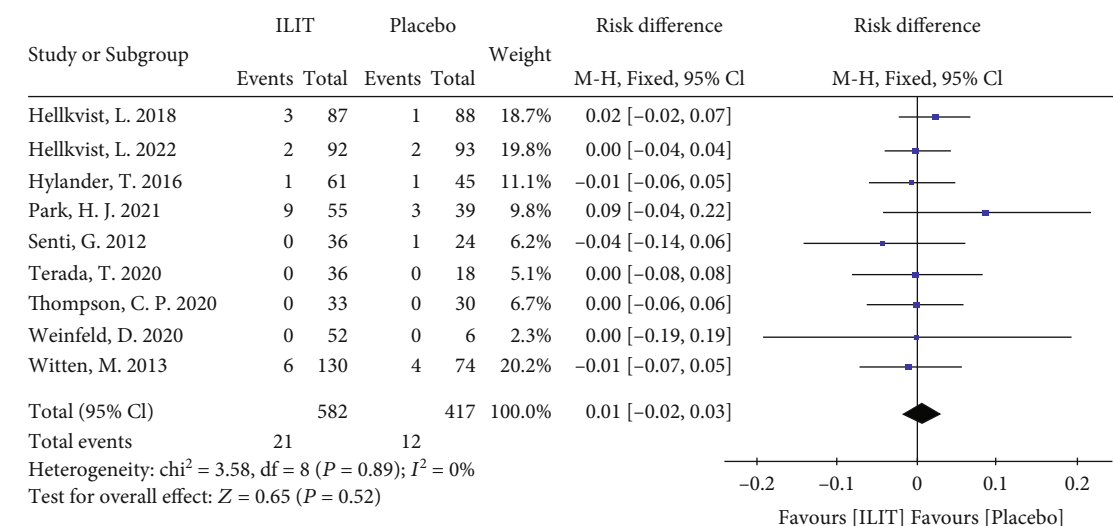 ILIT Placebo Risk difference Risk difference
Study or Subgroup Weight
Events Total Events Total M-H, Fixed, 95% Cl M-H, Fixed, 95% Cl
Hellkvist, L. 2018 3 87 1 88 18.7% 0.02 [–0.02, 0.07]
Hellkvist, L. 2022 2 92 2 93 19.8% 0.00 [–0.04, 0.04]
Hylander, T. 2016 1 61 1 45 11.1% –0.01 [–0.06, 0.05]
Park, H. J. 2021 9 55 3 39 9.8% 0.09 [–0.04, 0.22]
Senti, G. 2012 0 36 1 24 6.2% –0.04 [–0.14, 0.06]
Terada, T. 2020 0 36 0 18 5.1% 0.00 [–0.08, 0.08]
Thompson, C. P. 2020 0 33 0 30 6.7% 0.00 [–0.06, 0.06]
Weinfeld, D. 2020 0 52 0 6 2.3% 0.00 [–0.19, 0.19]
Witten, M. 2013 6 130 4 74 20.2% –0.01 [–0.07, 0.05]
Total (95% Cl) 582 417 100.0% 0.01 [–0.02, 0.03]
Total events 21 12
Heterogeneity: chi² = 3.58, df = 8 (P = 0.89); I² = 0%
Test for overall effect: Z = 0.65 (P = 0.52)
–0.2 –0.1 0 0.1 0.2
Favours [ILIT] Favours [Placebo]